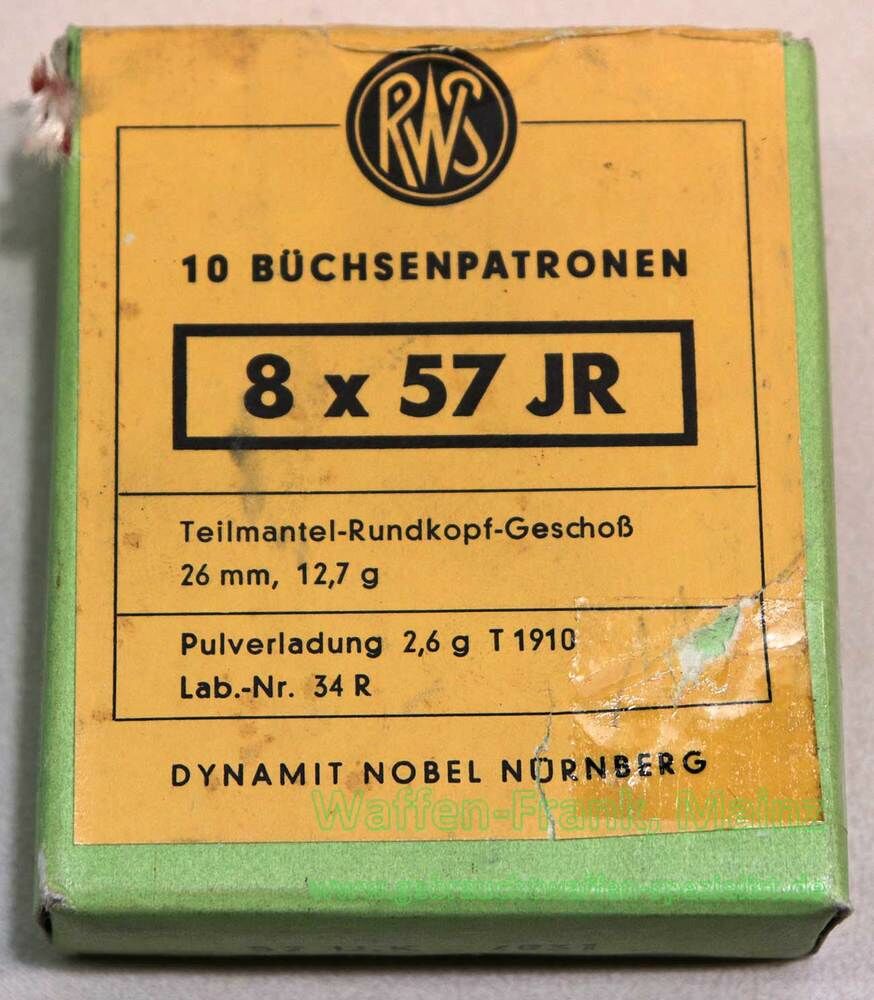 RWS
10 BÜCHSENPATRONEN
8 x 57 JR
Teilmantel-Rundkopf-Geschoß
26 mm, 12,7 g
Pulverladung 2,6 g T 1910
Lab.-Nr. 34 R
DYNAMIT NOBEL NÜRNBERG
Waffen-Frank, Mainz